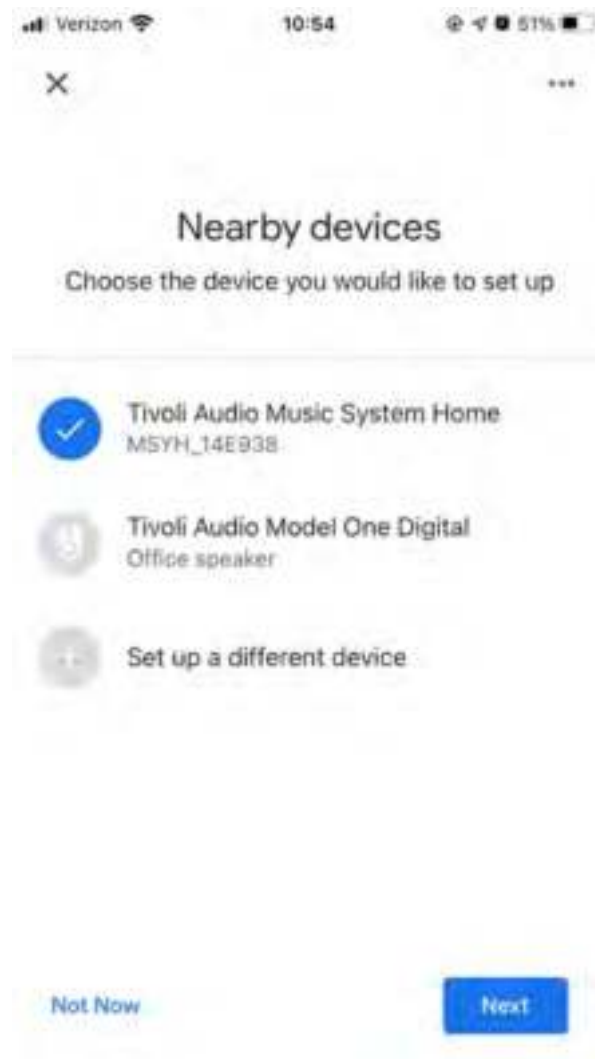 Verizon 10:54 51%
Nearby devices
Choose the device you would like to set up
Tivoli Audio Music System Home
MSYH_14E938
Tivoli Audio Model One Digital
Office speaker
Set up a different device
Not Now Next